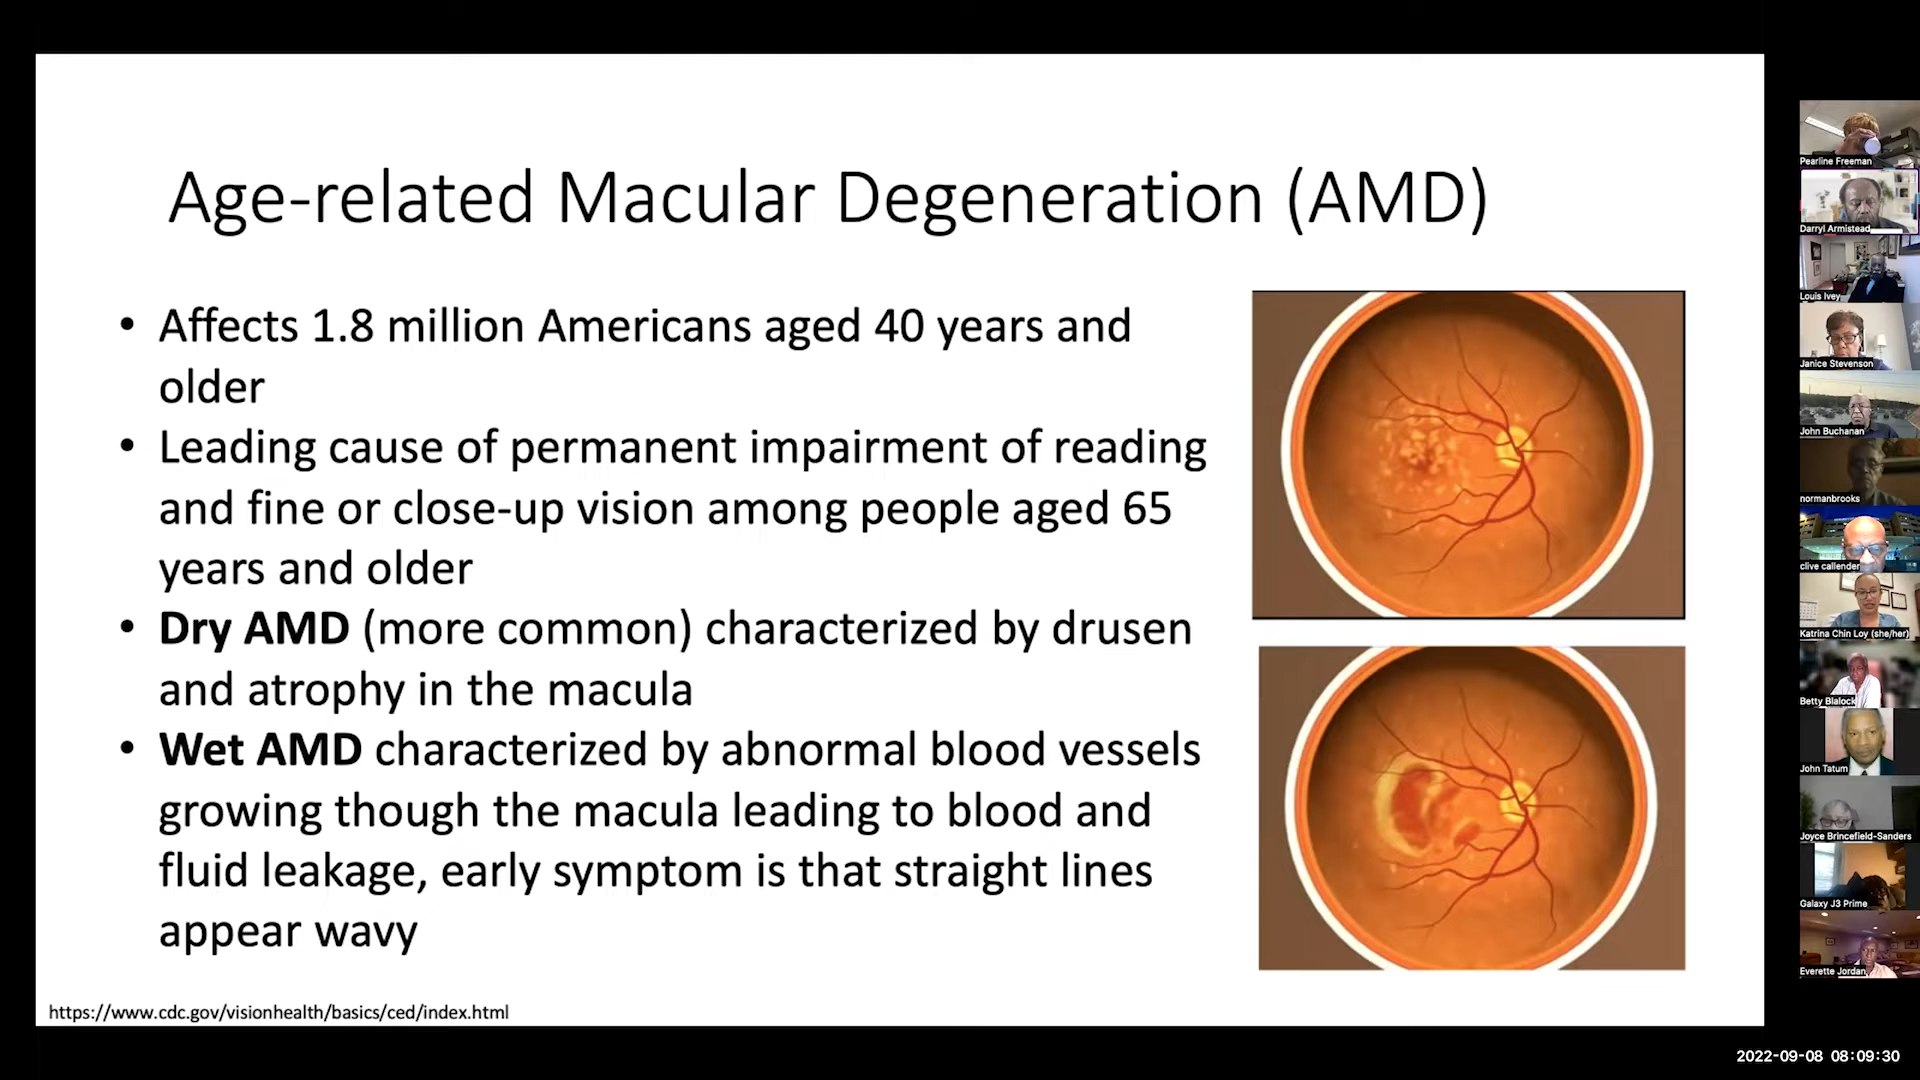 Age-related Macular Degeneration (AMD)
• Affects 1.8 million Americans aged 40 years and
older
• Leading cause of permanent impairment of reading
and fine or close-up vision among people aged 65
years and older
• Dry AMD (more common) characterized by drusen
and atrophy in the macula
• Wet AMD characterized by abnormal blood vessels
growing though the macula leading to blood and
fluid leakage, early symptom is that straight lines
appear wavy
https://www.cdc.gov/visionhealth/basics/ced/index.html
Pearline Freeman
Darryl Armistead
Louis Ivey
Janice Stevenson
John Buchanan
normanbrooks
clive callender
Katrina Chin Loy (she/her)
Betty Blalock
John Tatum
Joyce Brincefield-Sanders
Galaxy J3 Prime
Everette Jordan
2022-09-08 08:09:30